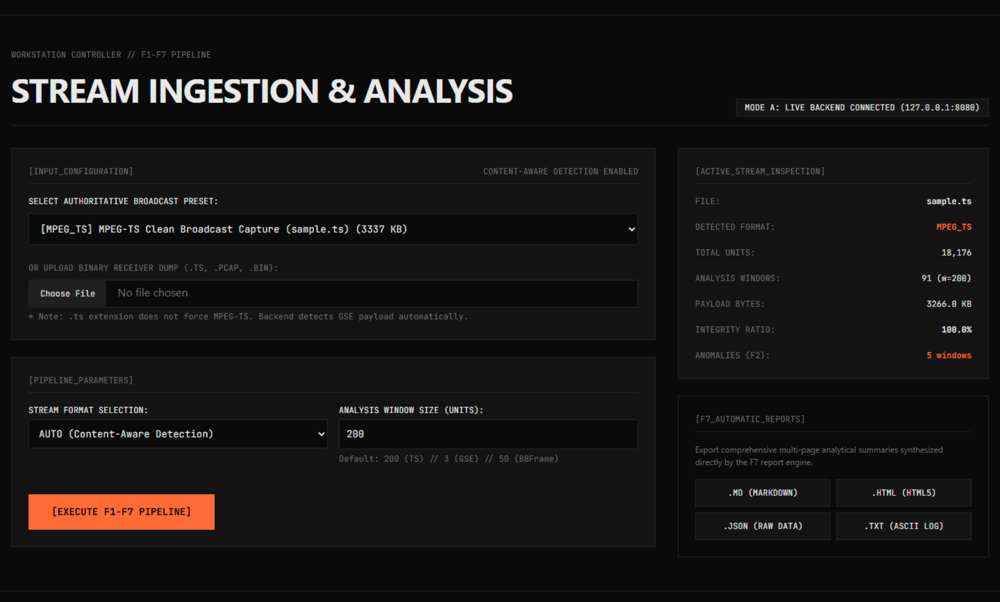 WORKSTATION CONTROLLER // F1-F7 PIPELINE
STREAM INGESTION & ANALYSIS
MODE A: LIVE BACKEND CONNECTED (127.0.0.1:8080)
[INPUT_CONFIGURATION]
CONTENT-AWARE DETECTION ENABLED
SELECT AUTHORITATIVE BROADCAST PRESET:
[MPEG_TS] MPEG-TS Clean Broadcast Capture (sample.ts) (3337 KB)
OR UPLOAD BINARY RECEIVER DUMP (.TS, .PCAP, .BIN):
Choose File
No file chosen
* Note: .ts extension does not force MPEG-TS. Backend detects GSE payload automatically.
[PIPELINE_PARAMETERS]
STREAM FORMAT SELECTION:
AUTO (Content-Aware Detection)
ANALYSIS WINDOW SIZE (UNITS):
200
Default: 200 (TS) // 3 (GSE) // 50 (BBFrame)
[EXECUTE F1-F7 PIPELINE]
[ACTIVE_STREAM_INSPECTION]
FILE: sample.ts
DETECTED FORMAT: MPEG_TS
TOTAL UNITS: 18,176
ANALYSIS WINDOWS: 91 (w=200)
PAYLOAD BYTES: 3266.0 KB
INTEGRITY RATIO: 100.0%
ANOMALIES (F2): 5 windows
[F7_AUTOMATIC_REPORTS]
Export comprehensive multi-page analytical summaries synthesized
directly by the F7 report engine.
.MD (MARKDOWN)
.HTML (HTML5)
.JSON (RAW DATA)
.TXT (ASCII LOG)